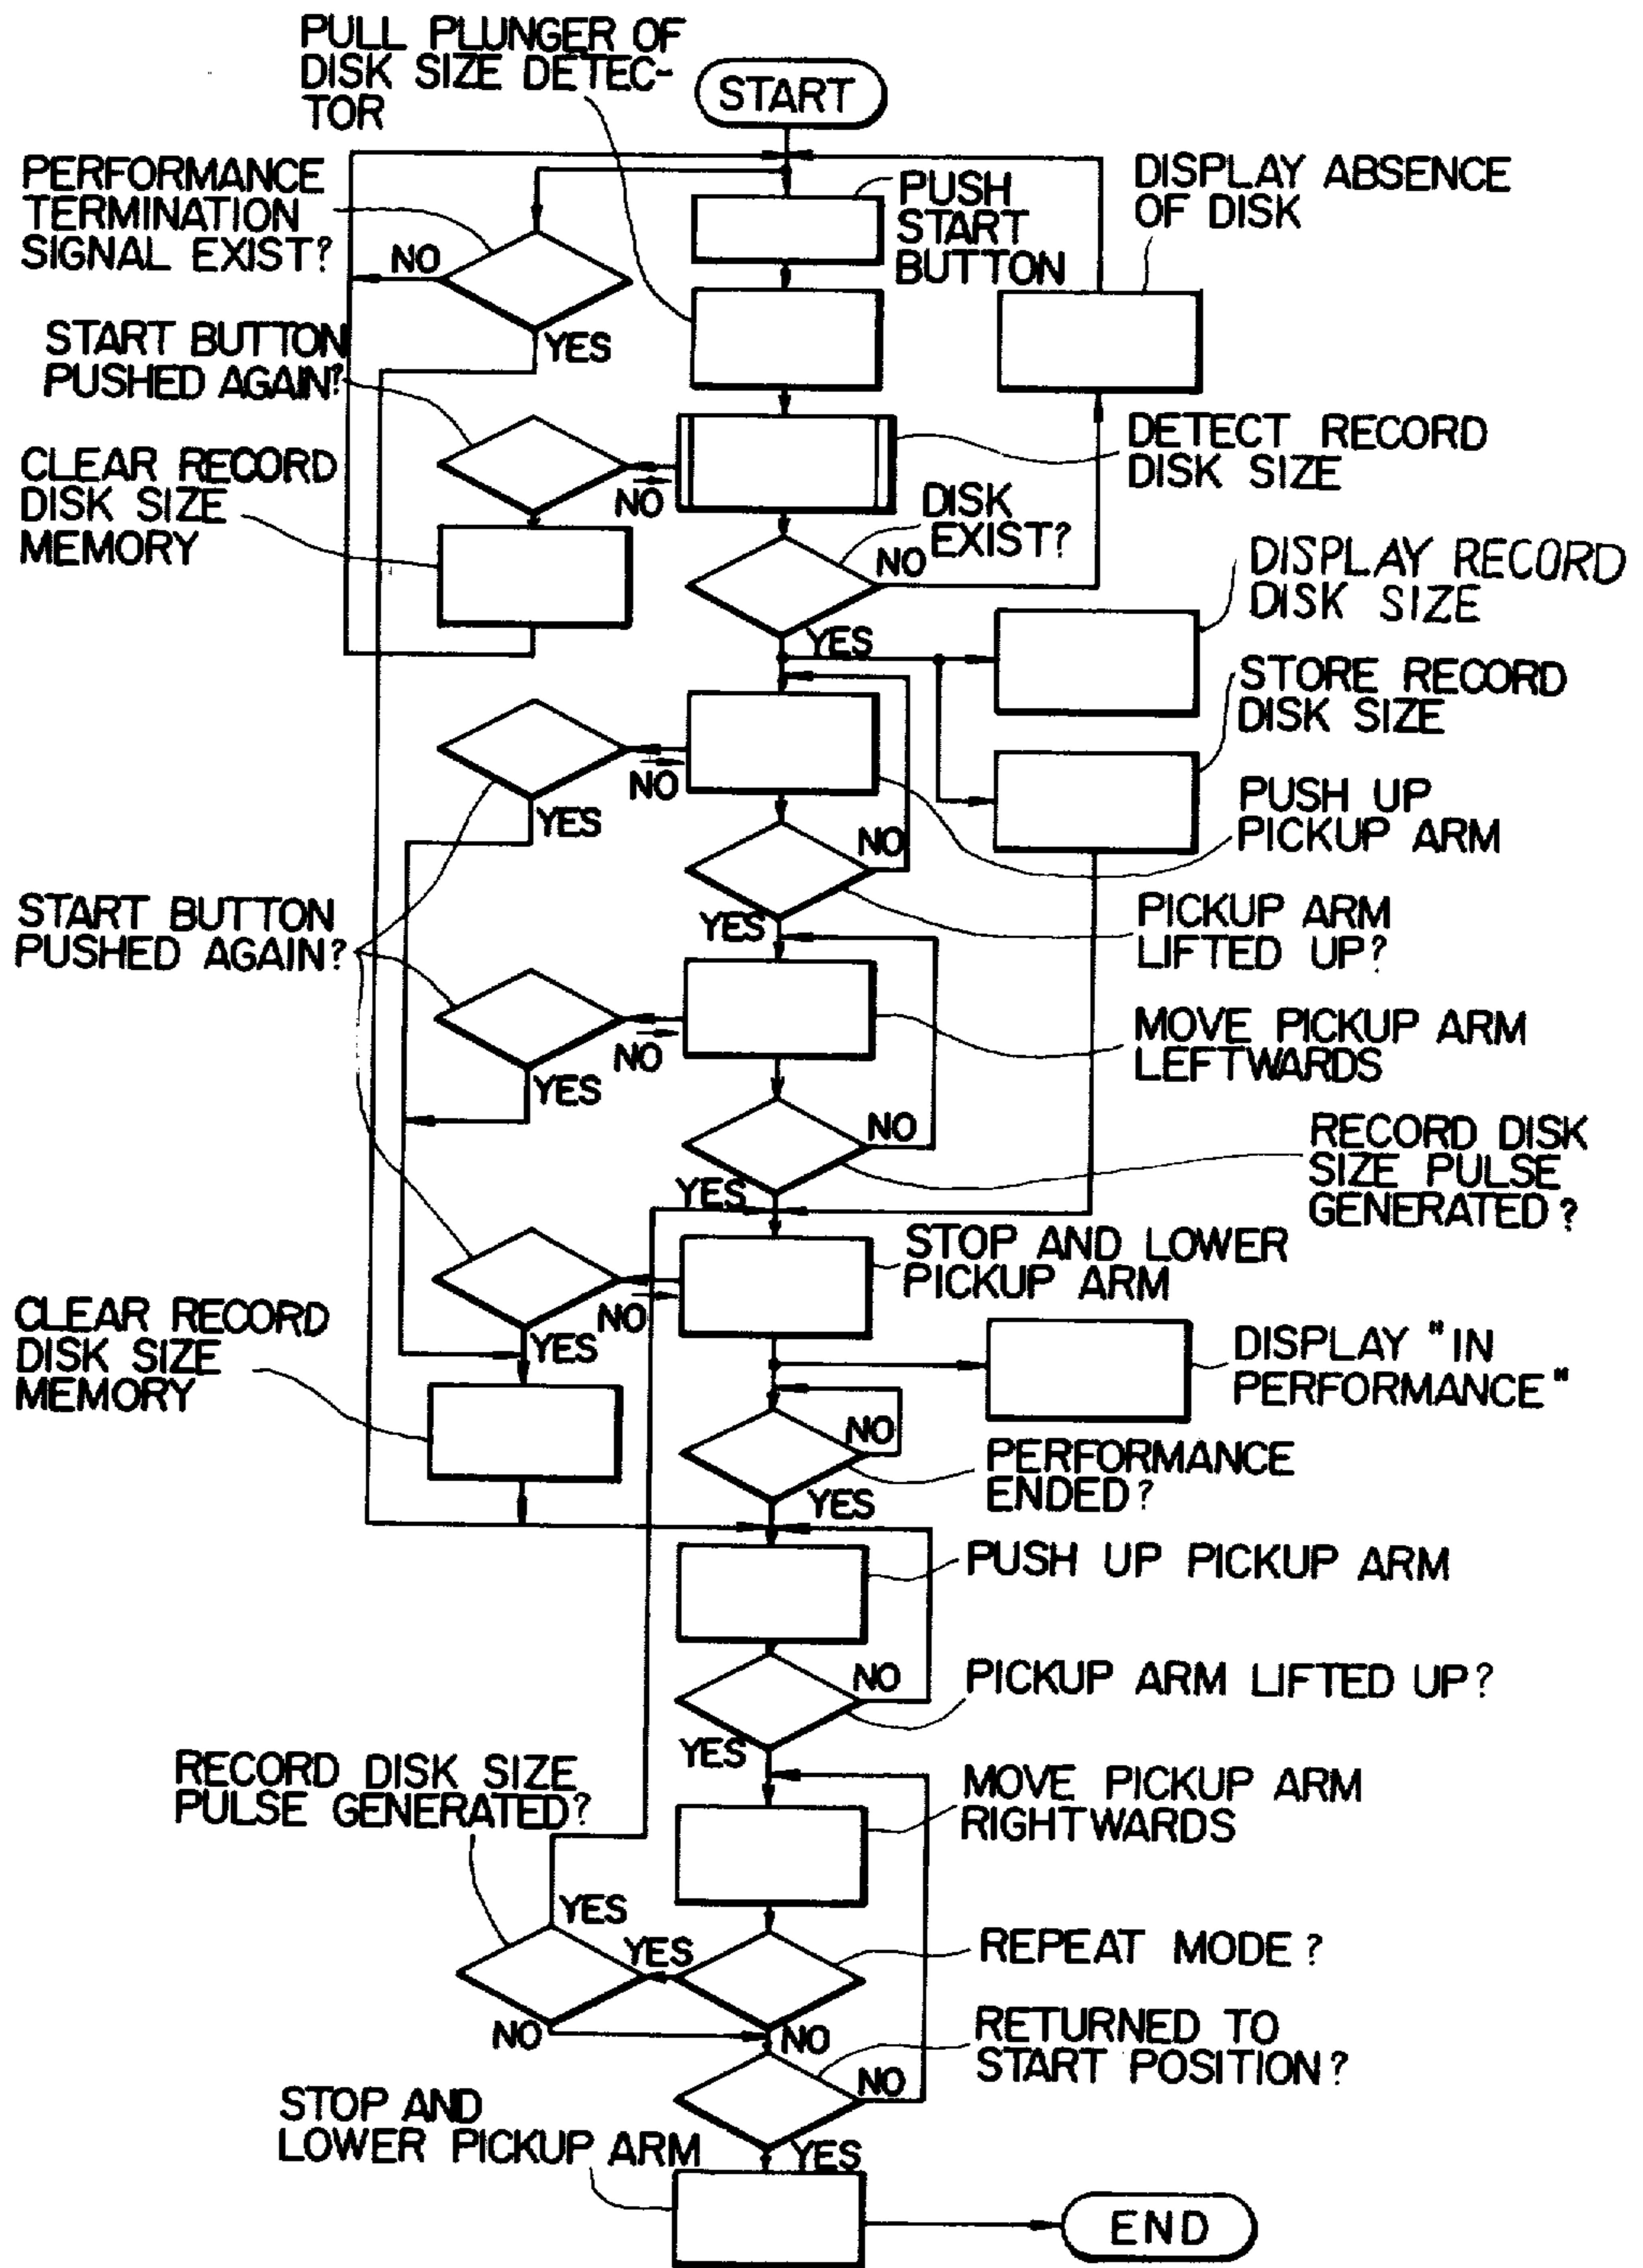 PULL PLUNGER OF
DISK SIZE DETEC-
TOR
START
PERFORMANCE
TERMINATION
SIGNAL EXIST?
NO
YES
PUSH
START
BUTTON
DISPLAY ABSENCE
OF DISK
START BUTTON
PUSHED AGAIN?
CLEAR RECORD
DISK SIZE
MEMORY
NO
DETECT RECORD
DISK SIZE
DISK
EXIST?
NO
YES
DISPLAY RECORD
DISK SIZE
STORE RECORD
DISK SIZE
NO
YES
PUSH UP
PICKUP ARM
NO
YES
PICKUP ARM
LIFTED UP?
START BUTTON
PUSHED AGAIN?
NO
YES
MOVE PICKUP ARM
LEFTWARDS
NO
YES
RECORD DISK
SIZE PULSE
GENERATED?
STOP AND LOWER
PICKUP ARM
NO
YES
CLEAR RECORD
DISK SIZE
MEMORY
DISPLAY "IN
PERFORMANCE"
NO
YES
PERFORMANCE
ENDED?
PUSH UP PICKUP ARM
NO
YES
PICKUP ARM LIFTED UP?
RECORD DISK SIZE
PULSE GENERATED?
MOVE PICKUP ARM
RIGHTWARDS
YES
YES
REPEAT MODE?
NO
NO
RETURNED TO
START POSITION?
NO
YES
STOP AND
LOWER PICKUP ARM
END